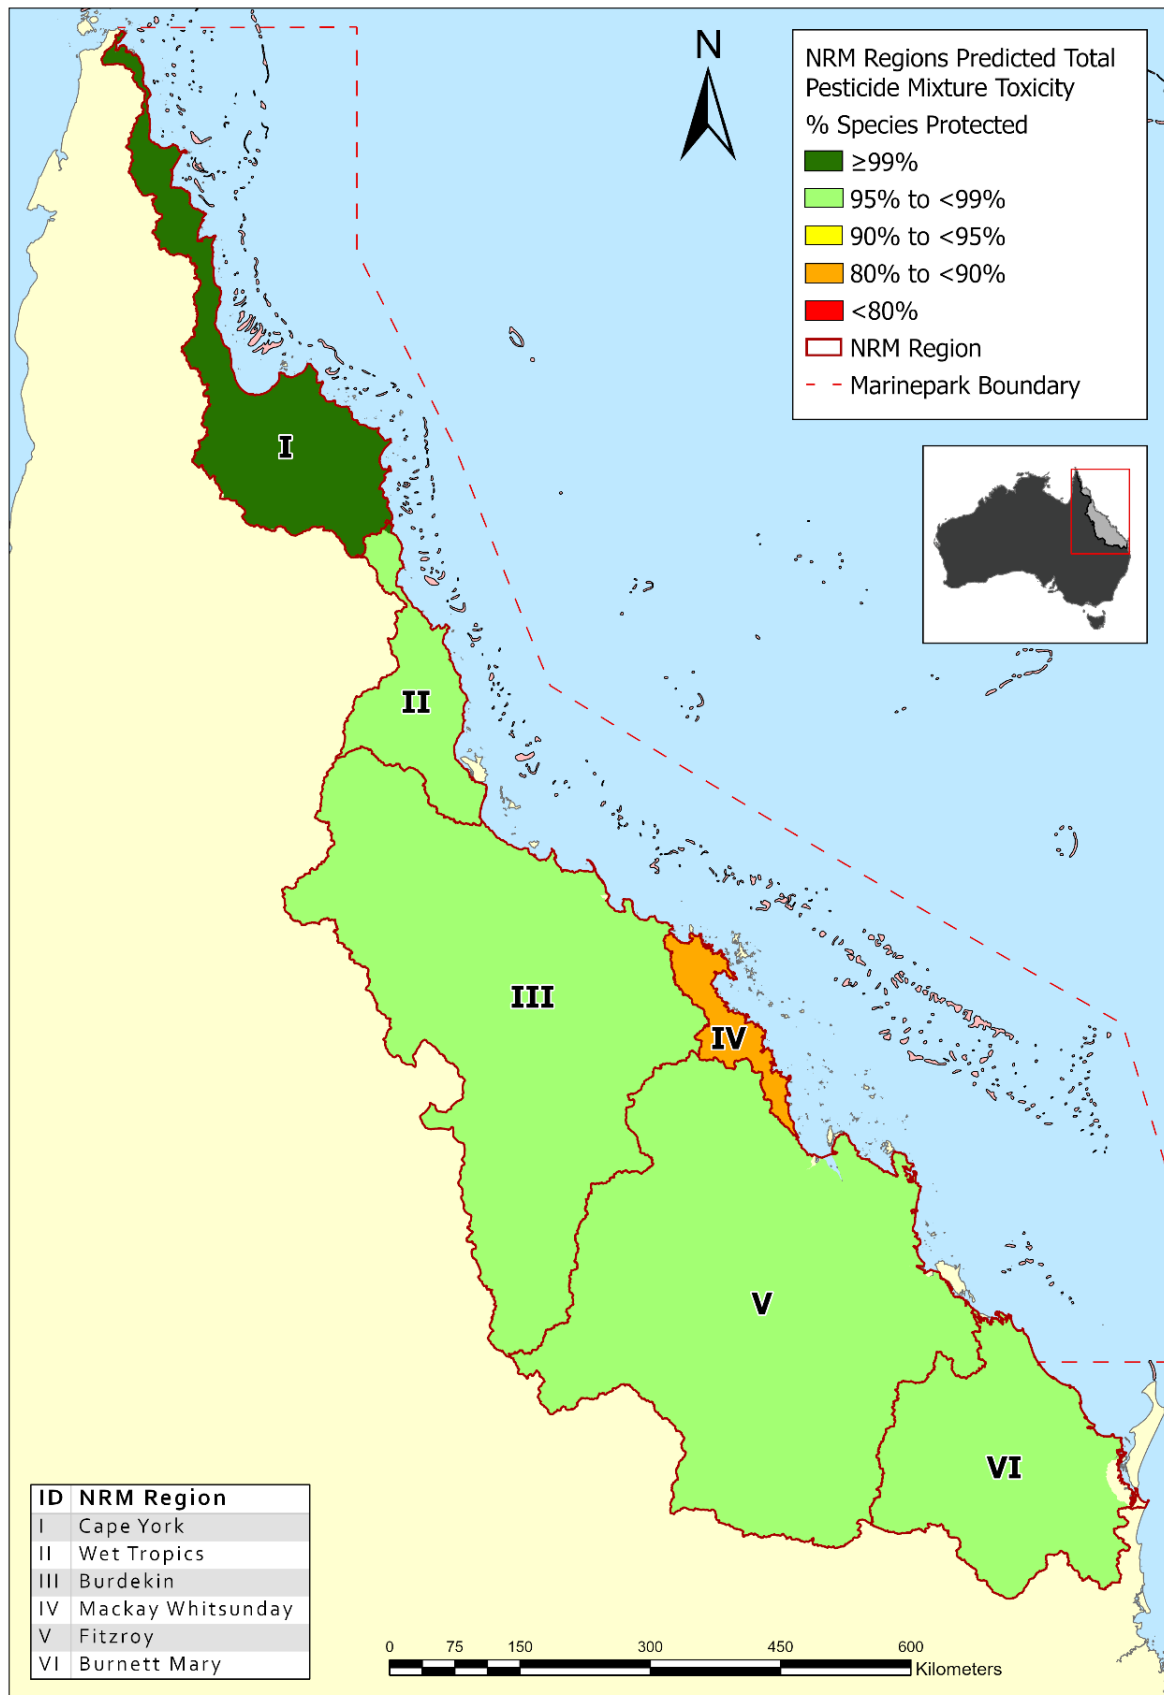 N
NRM Regions Predicted Total
Pesticide Mixture Toxicity
% Species Protected
≥99%
95% to <99%
90% to <95%
80% to <90%
<80%
NRM Region
Marinepark Boundary
I
II
III
IV
V
VI
ID NRM Region
I Cape York
II Wet Tropics
III Burdekin
IV Mackay Whitsunday
V Fitzroy
VI Burnett Mary
0 75 150 300 450 600
Kilometers